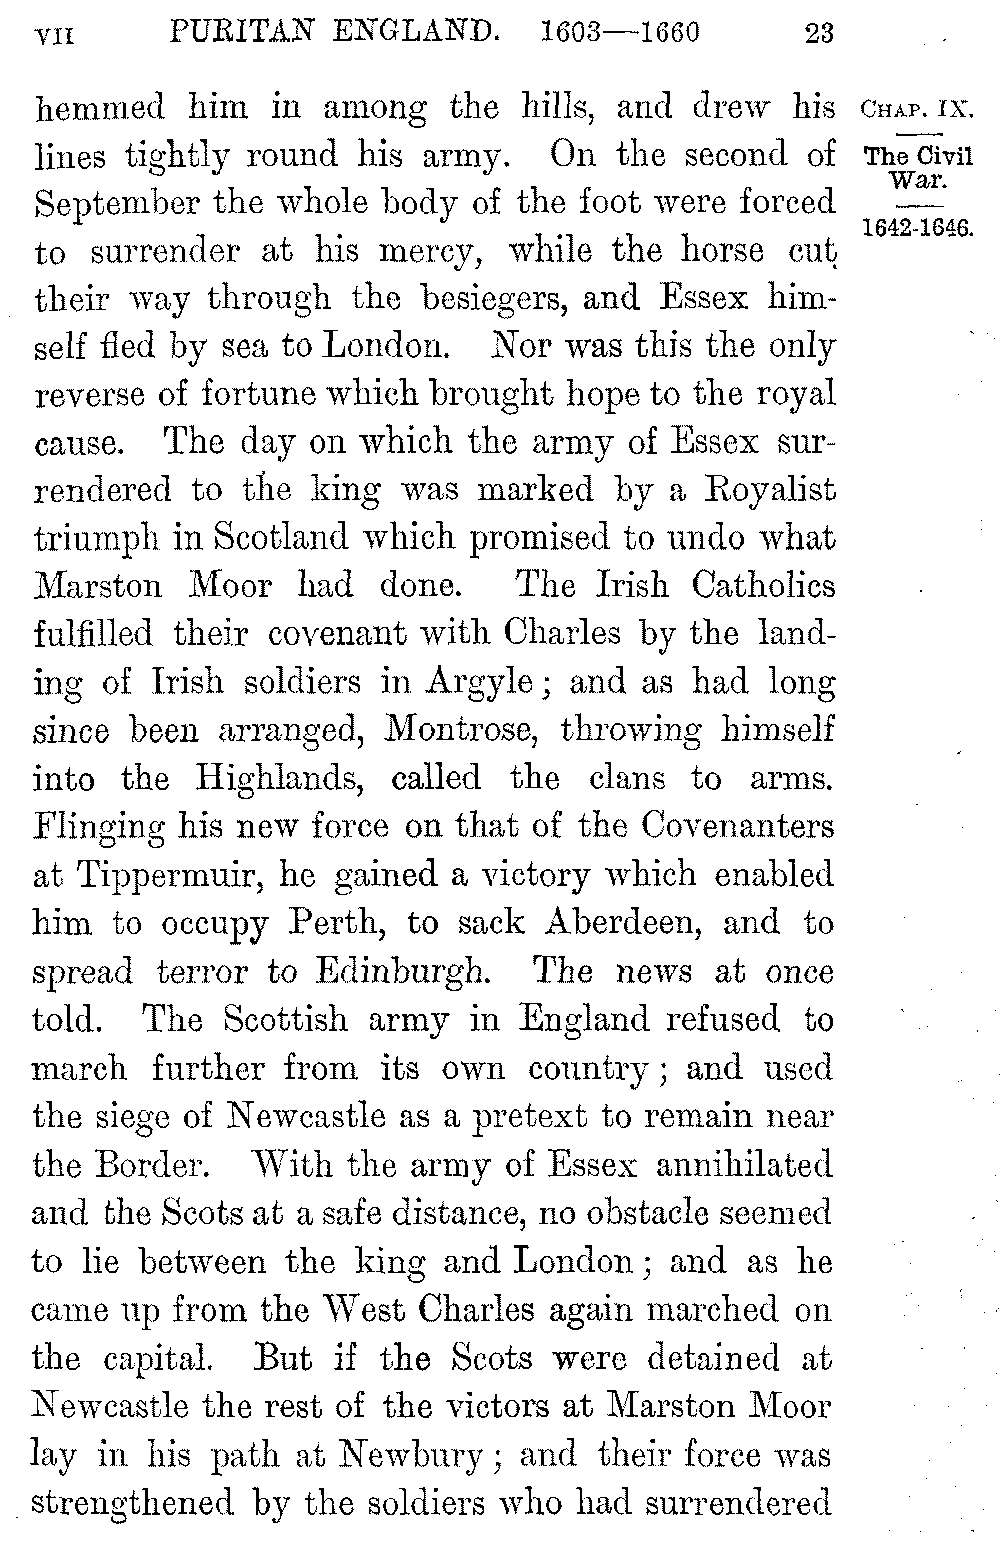 VII PURITAN ENGLAND. 1603—1660 23
hemmed him in among the hills, and drew his
lines tightly round his army. On the second of
September the whole body of the foot were forced
to surrender at his mercy, while the horse cut
their way through the besiegers, and Essex him-
self fled by sea to London. Nor was this the only
reverse of fortune which brought hope to the royal
cause. The day on which the army of Essex sur-
rendered to the king was marked by a Royalist
triumph in Scotland which promised to undo what
Marston Moor had done. The Irish Catholics
fulfilled their covenant with Charles by the land-
ing of Irish soldiers in Argyle; and as had long
since been arranged, Montrose, throwing himself
into the Highlands, called the clans to arms.
Flinging his new force on that of the Covenanters
at Tippermuir, he gained a victory which enabled
him to occupy Perth, to sack Aberdeen, and to
spread terror to Edinburgh. The news at once
told. The Scottish army in England refused to
march further from its own country; and used
the siege of Newcastle as a pretext to remain near
the Border. With the army of Essex annihilated
and the Scots at a safe distance, no obstacle seemed
to lie between the king and London; and as he
came up from the West Charles again marched on
the capital. But if the Scots were detained at
Newcastle the rest of the victors at Marston Moor
lay in his path at Newbury; and their force was
strengthened by the soldiers who had surrendered
CHAP. IX.
The Civil
War.
1642-1646.